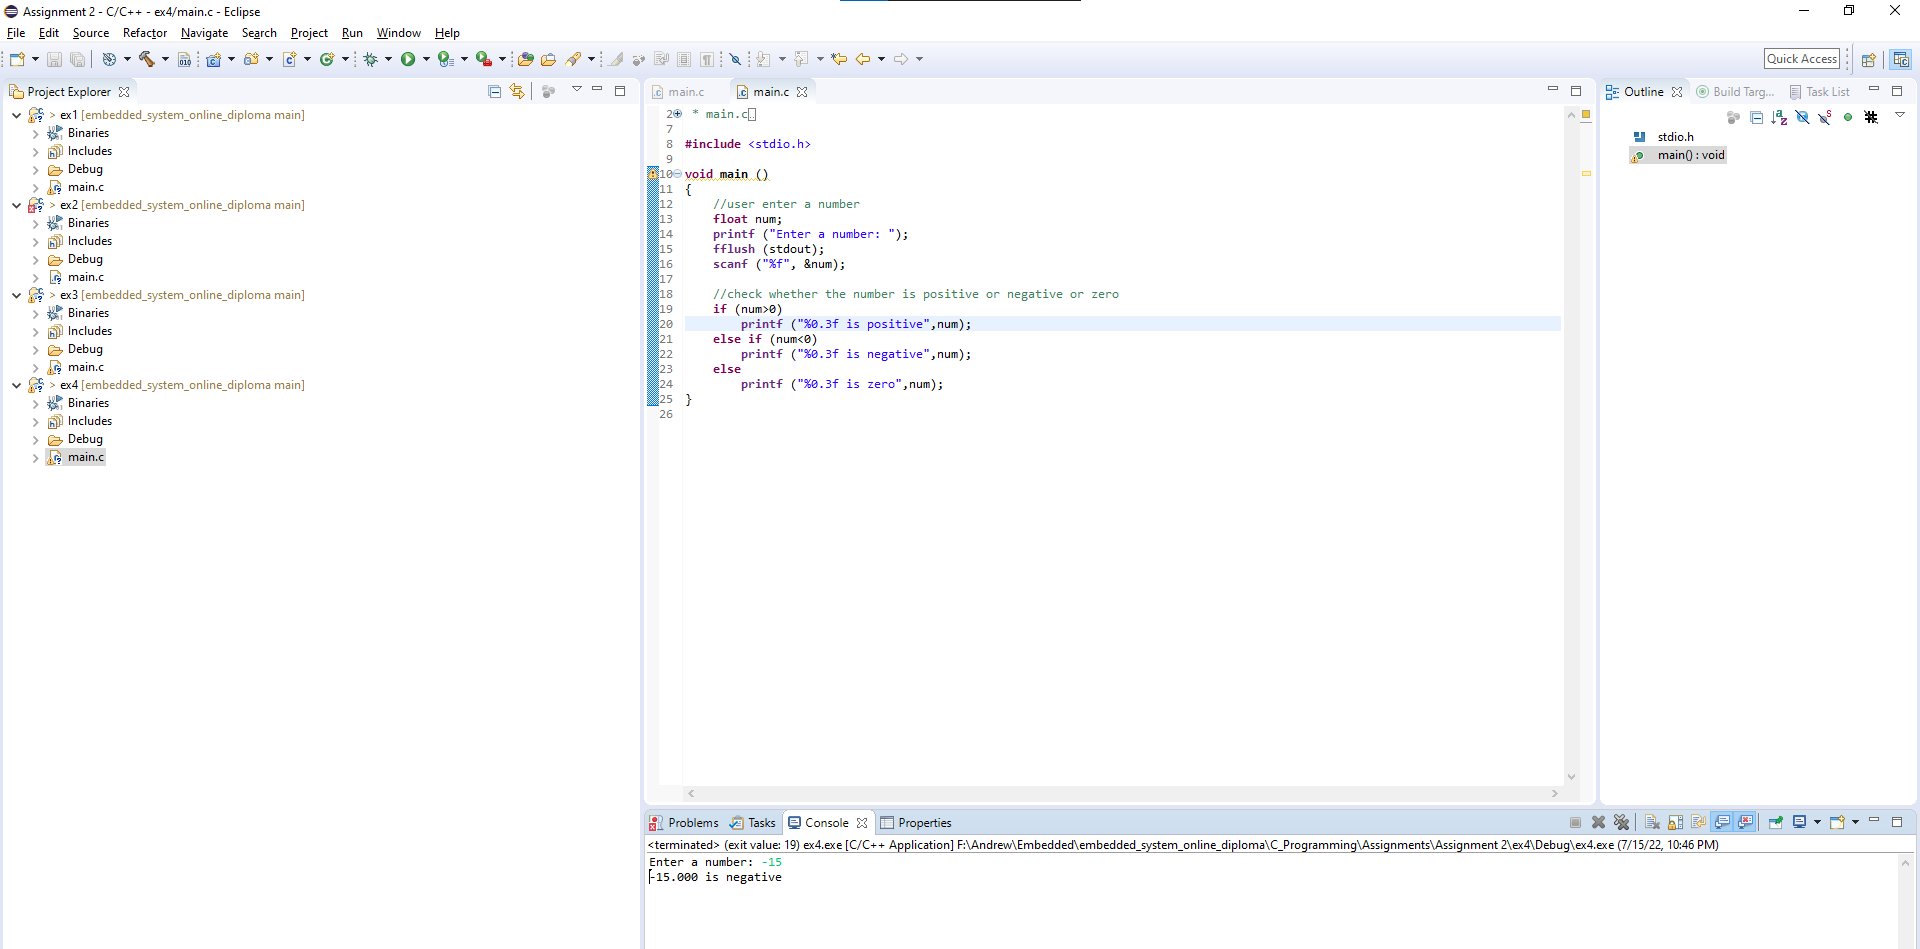 Assignment 2 - C/C++ - ex4/main.c - Eclipse
File Edit Source Refactor Navigate Search Project Run Window Help
Quick Access
Project Explorer
> ex1 [embedded_system_online_diploma main]
Binaries
Includes
Debug
main.c
> ex2 [embedded_system_online_diploma main]
Binaries
Includes
Debug
main.c
> ex3 [embedded_system_online_diploma main]
Binaries
Includes
Debug
main.c
> ex4 [embedded_system_online_diploma main]
Binaries
Includes
Debug
main.c
main.c main.c
2 * main.c
7
8 #include <stdio.h>
9
10 void main ()
11 {
12 //user enter a number
13 float num;
14 printf ("Enter a number: ");
15 fflush (stdout);
16 scanf ("%f", &num);
17
18 //check whether the number is positive or negative or zero
19 if (num>0)
20 printf ("%0.3f is positive",num);
21 else if (num<0)
22 printf ("%0.3f is negative",num);
23 else
24 printf ("%0.3f is zero",num);
25 }
26
Outline Build Targ... Task List
stdio.h
main() : void
Problems Tasks Console Properties
<terminated> (exit value: 19) ex4.exe [C/C++ Application] F:\Andrew\Embedded\embedded_system_online_diploma\C_Programming\Assignments\Assignment 2\ex4\Debug\ex4.exe (7/15/22, 10:46 PM)
Enter a number: -15
-15.000 is negative